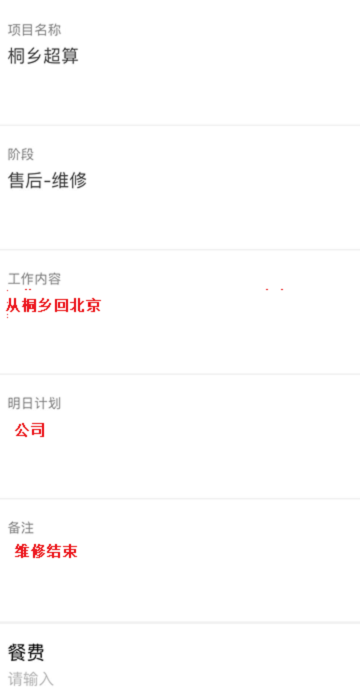 项目名称
桐乡超算
阶段
售后-维修
工作内容
从桐乡回北京
明日计划
公司
备注
维修结束
餐费
请输入